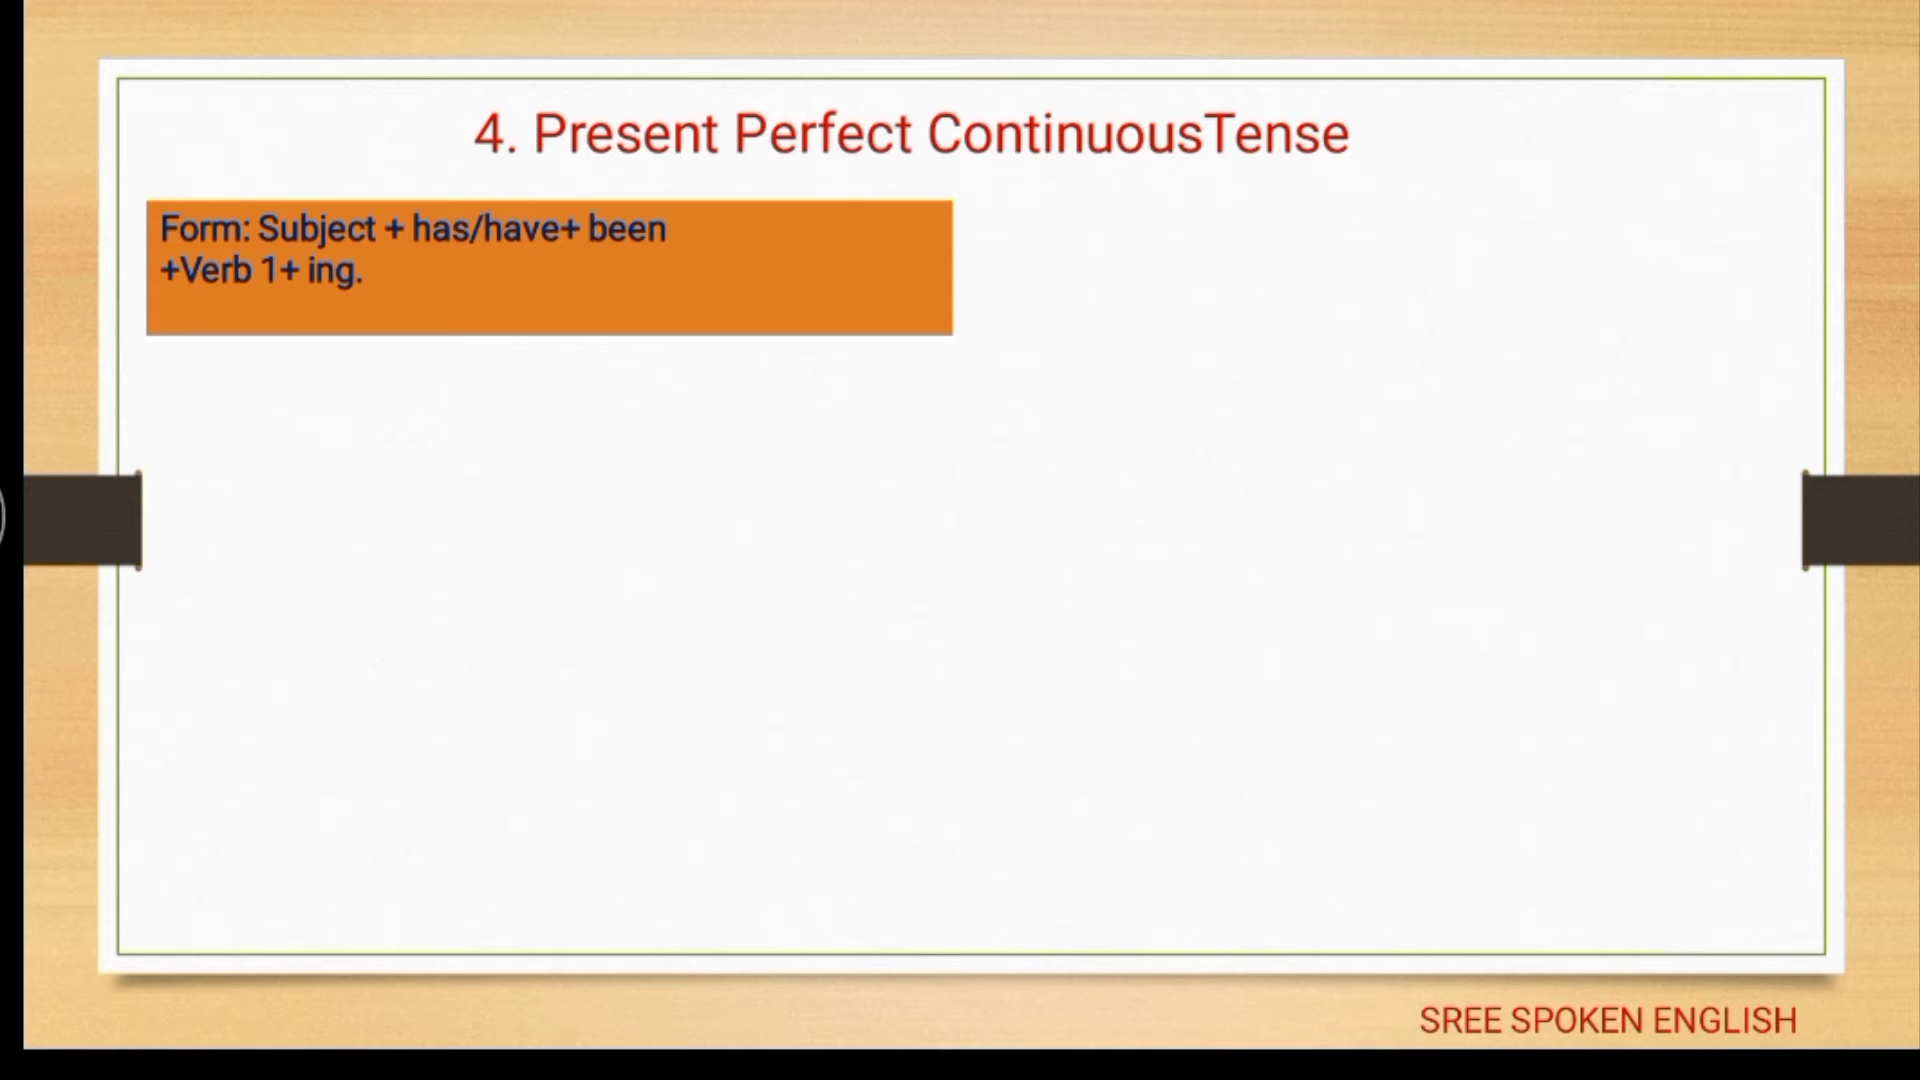 4. Present Perfect ContinuousTense
Form: Subject + has/have+ been
+Verb 1+ ing.
SREE SPOKEN ENGLISH